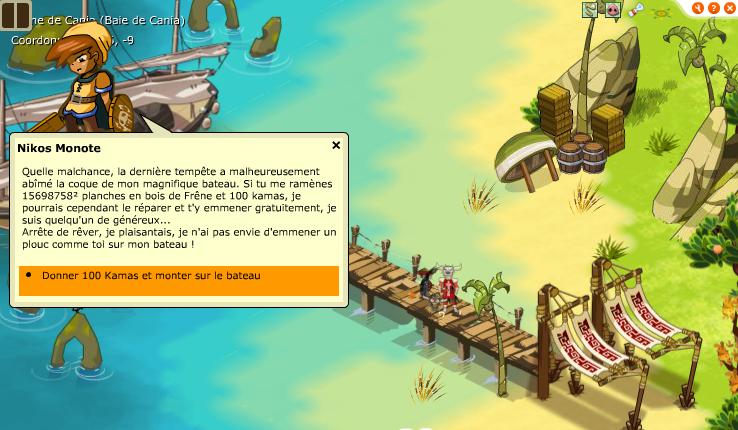 ne de Cania (Baie de Cania)
Coordon , -9
Nikos Monote
Quelle malchance, la dernière tempête a malheureusement
abîmé la coque de mon magnifique bateau. Si tu me ramènes
15698758² planches en bois de Frêne et 100 kamas, je
pourrais cependant le réparer et t'y emmener gratuitement, je
suis quelqu'un de généreux...
Arrête de rêver, je plaisantais, je n'ai pas envie d'emmener un
plouc comme toi sur mon bateau !
• Donner 100 Kamas et monter sur le bateau